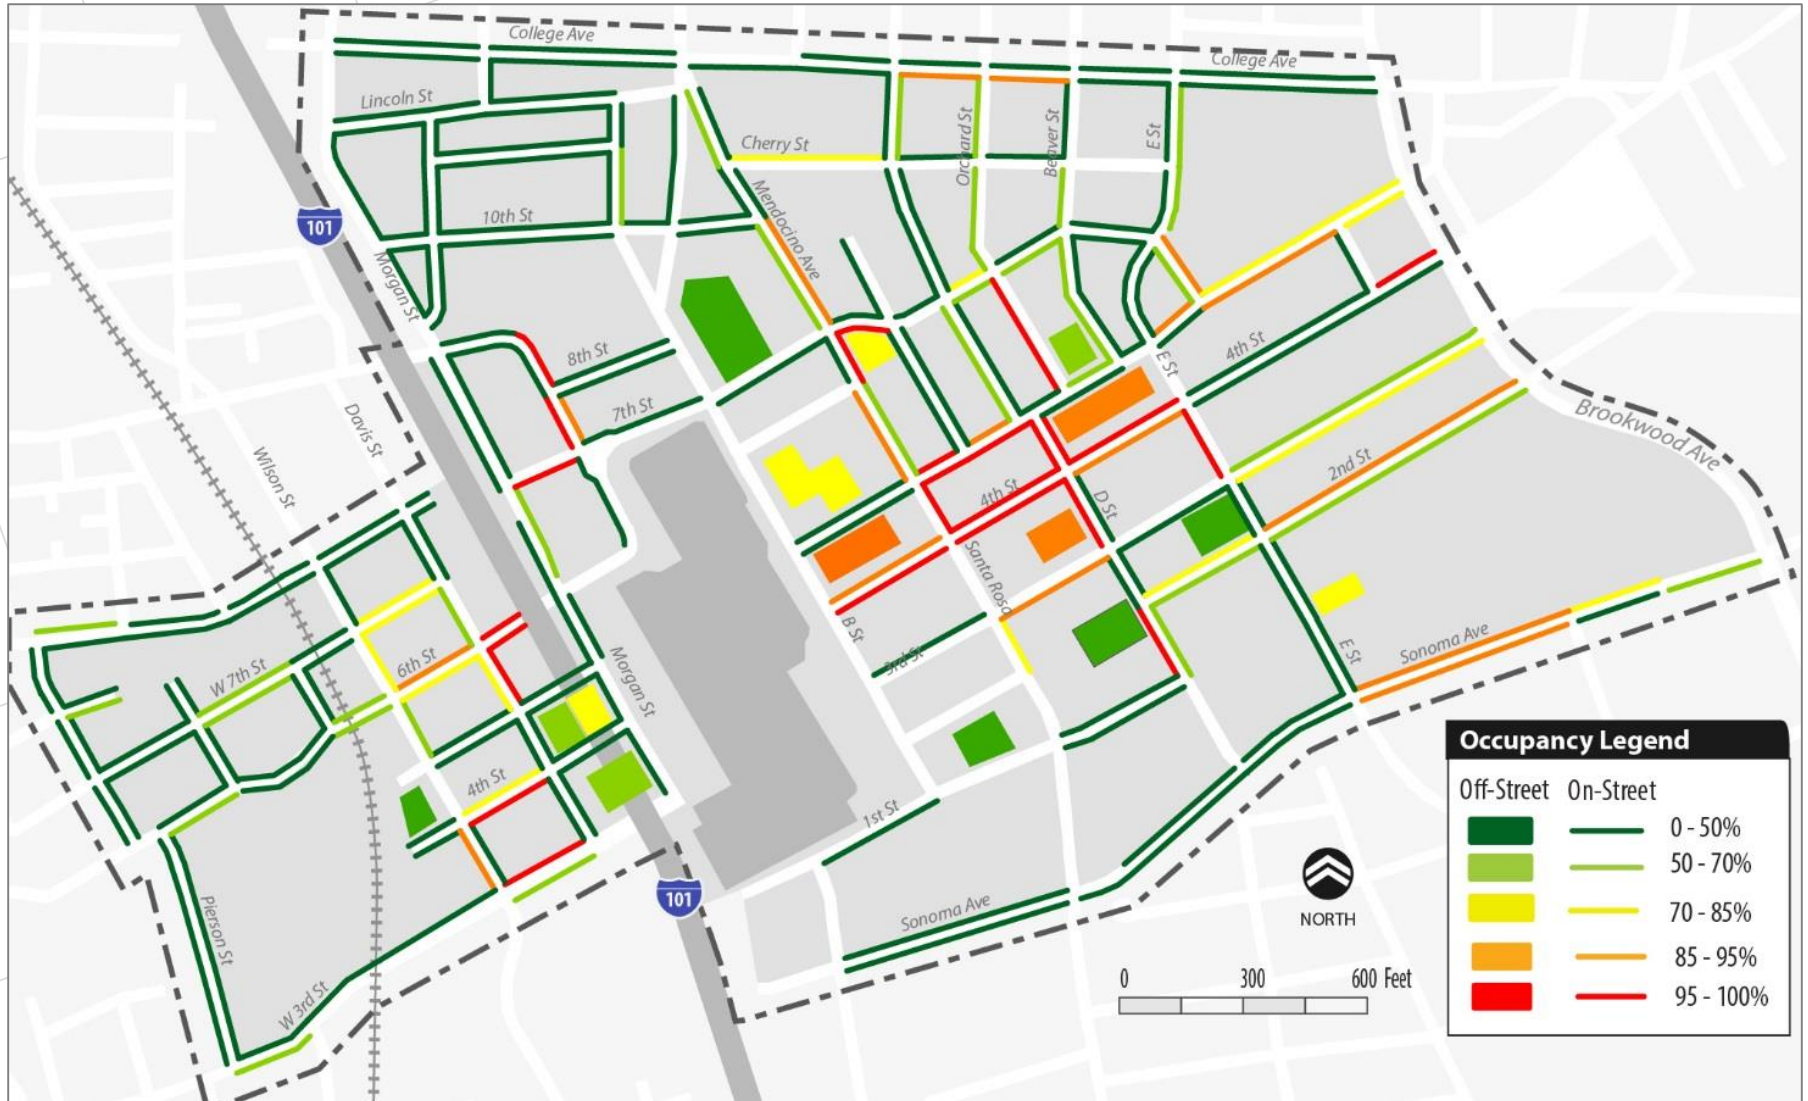 College Ave
College Ave
Lincoln St
Cherry St
Orchard St
Beaver St
E St
10th St
Mendocino Ave
101
Morgan St
8th St
7th St
4th St
E St
Davis St
Wilson St
Brookwood Ave
2nd St
4th St
D St
Santa Rosa
B St
3rd St
W 7th St
6th St
Morgan St
E St
Sonoma Ave
4th St
1st St
Pierson St
W 3rd St
101
Sonoma Ave
NORTH
0 300 600 Feet
Occupancy Legend
Off-Street On-Street
0 - 50%
50 - 70%
70 - 85%
85 - 95%
95 - 100%